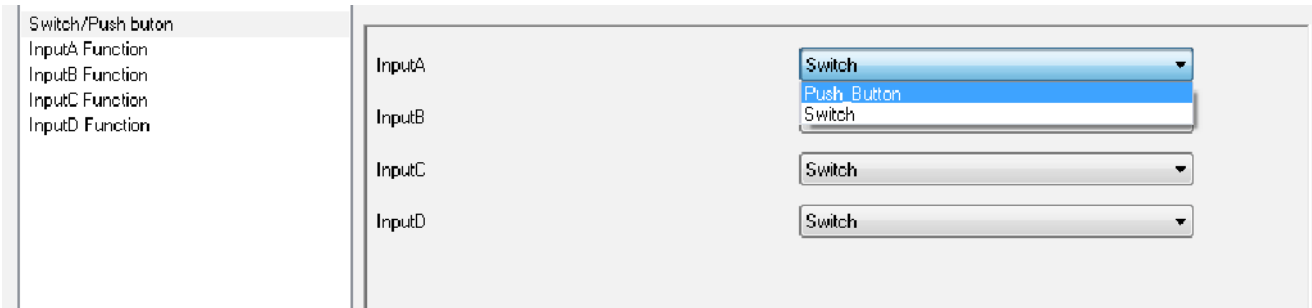 Switch/Push buton
InputA Function
InputB Function
InputC Function
InputD Function
InputA
Switch
Push_Button
Switch
InputB
InputC
Switch
InputD
Switch